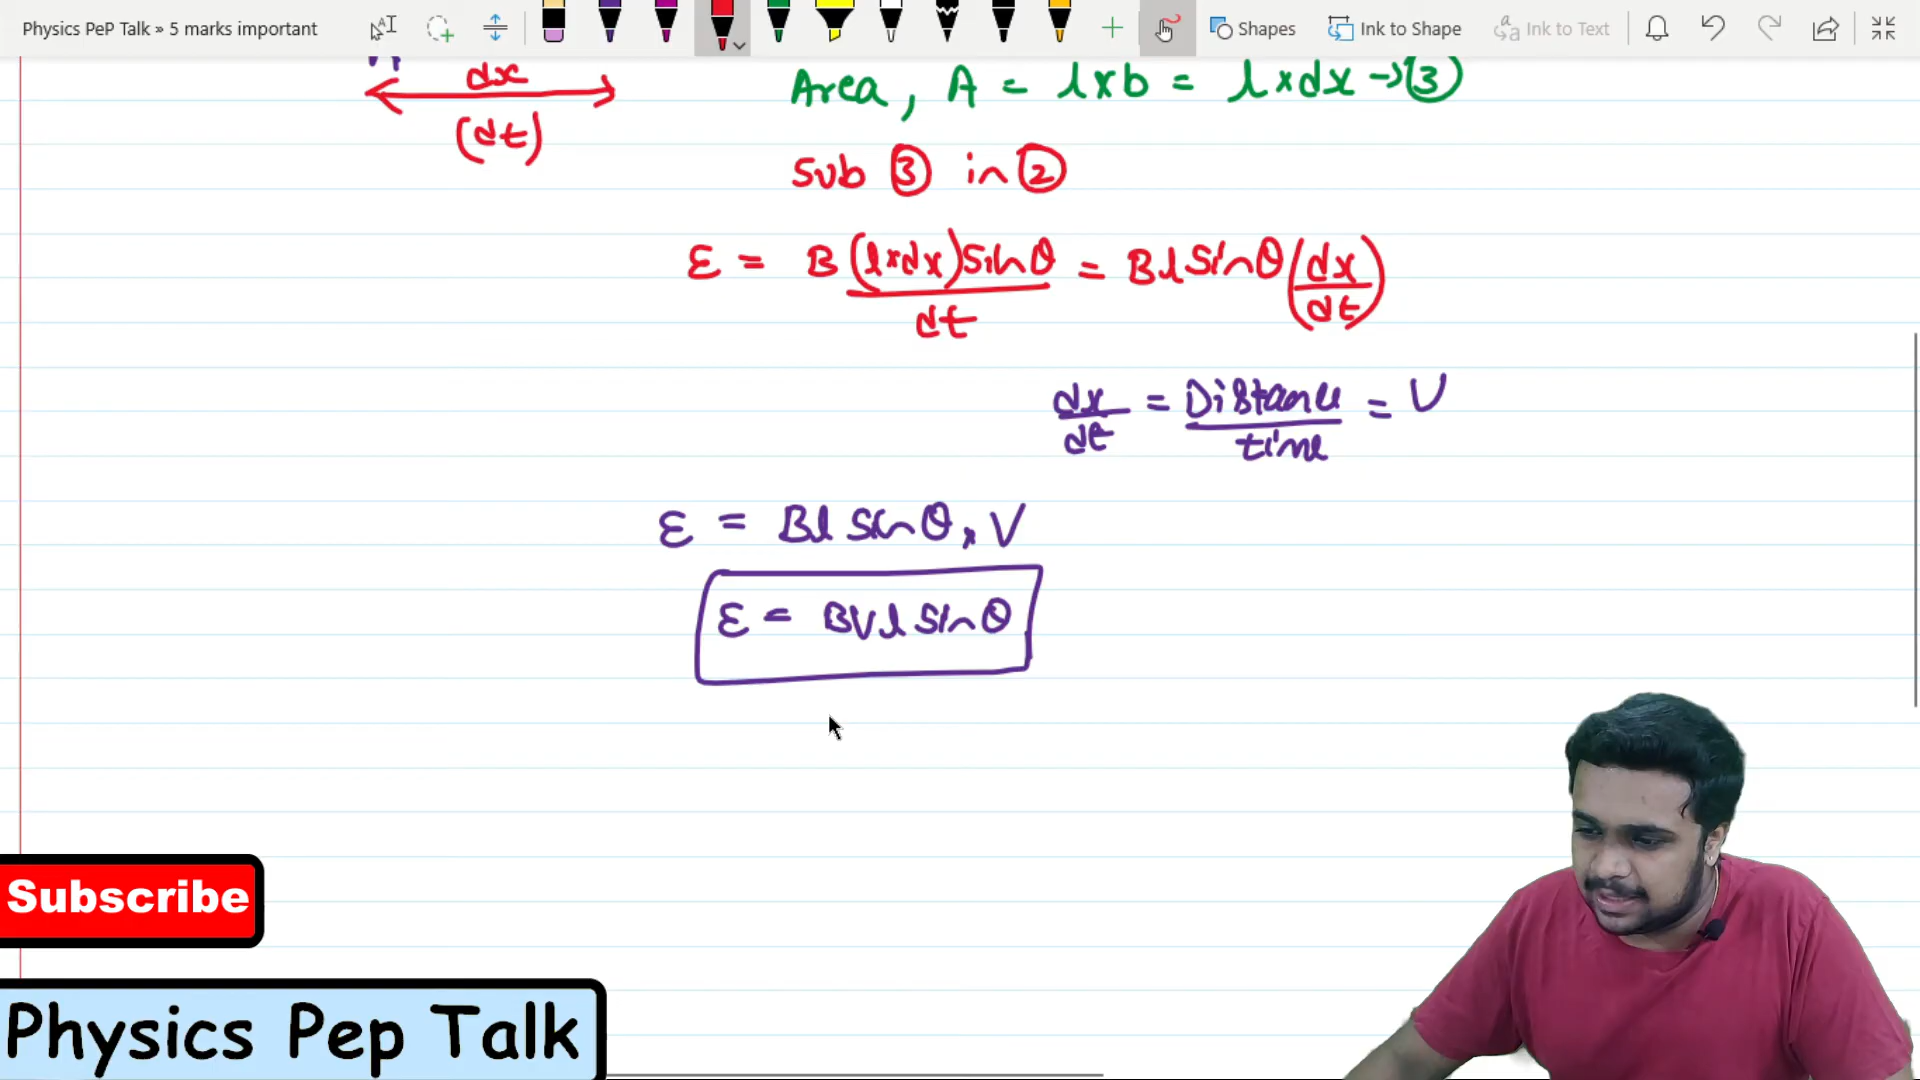 Physics PeP Talk » 5 marks important
Shapes
Ink to Shape
Ink to Text
dx
(dt)
Area, A = l×b = l×dx → ③
Sub ③ in ②
ε = B(l×dx)sinθ/dt = Blsinθ(dx/dt)
dx/dt = Distance/time = V
ε = Bl sinθ × V
ε = BVl sinθ
Subscribe
Physics Pep Talk